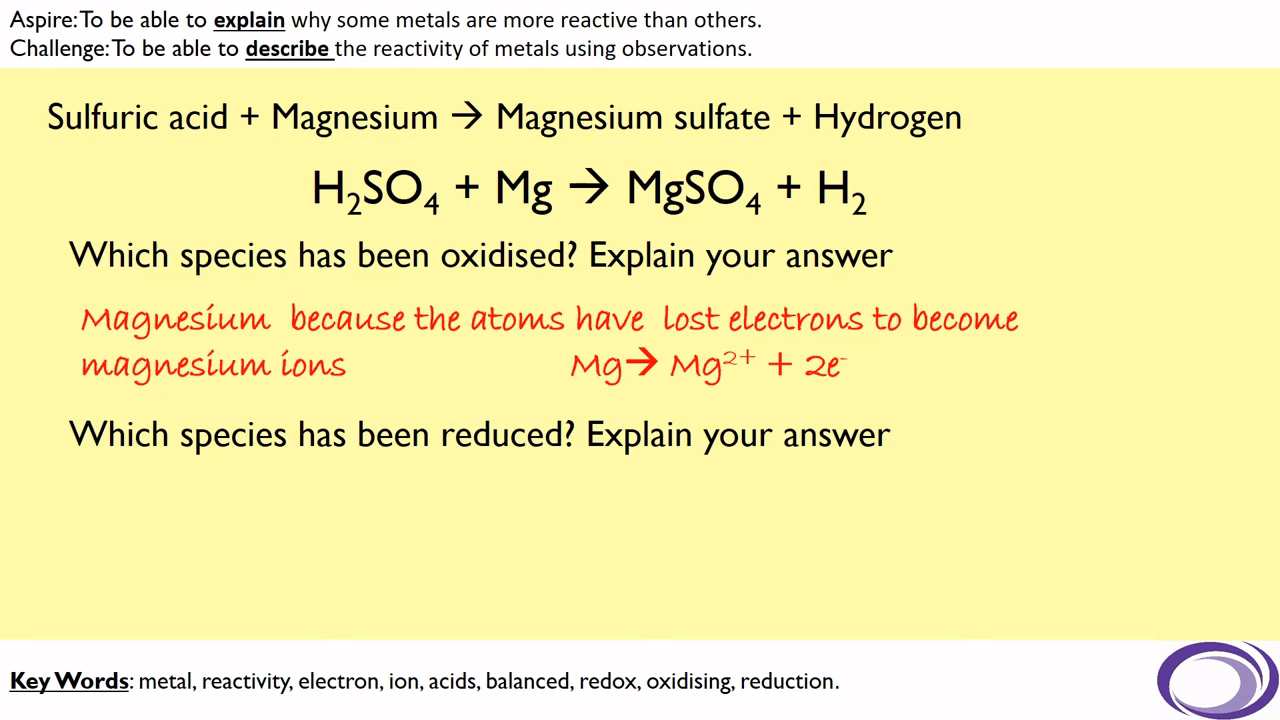 Aspire: To be able to explain why some metals are more reactive than others.
Challenge: To be able to describe the reactivity of metals using observations.
Sulfuric acid + Magnesium → Magnesium sulfate + Hydrogen
H₂SO₄ + Mg → MgSO₄ + H₂
Which species has been oxidised? Explain your answer
Magnesium because the atoms have lost electrons to become
magnesium ions Mg → Mg²⁺ + 2e⁻
Which species has been reduced? Explain your answer
Key Words: metal, reactivity, electron, ion, acids, balanced, redox, oxidising, reduction.